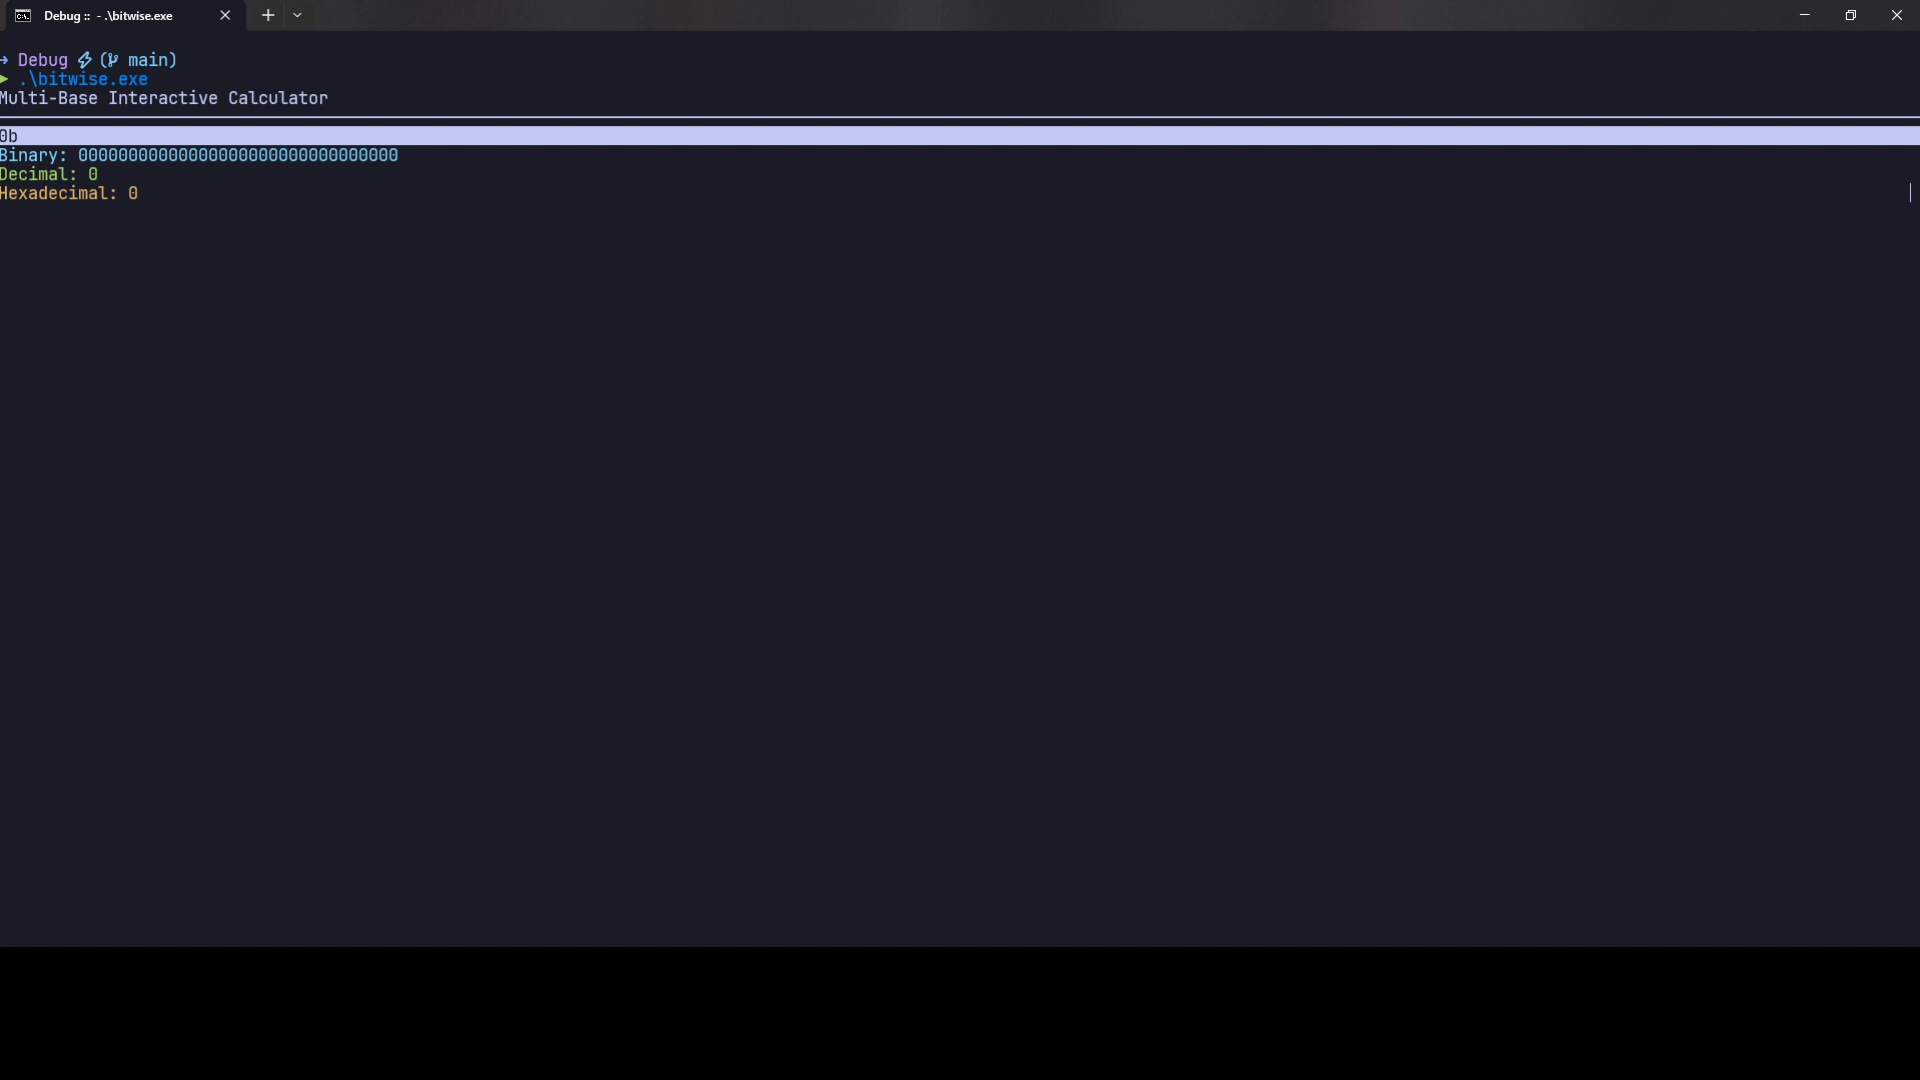 Debug :: - .\bitwise.exe
➜ Debug ⚡ ( main)
▶ .\bitwise.exe
Multi-Base Interactive Calculator
0b
Binary: 00000000000000000000000000000000
Decimal: 0
Hexadecimal: 0